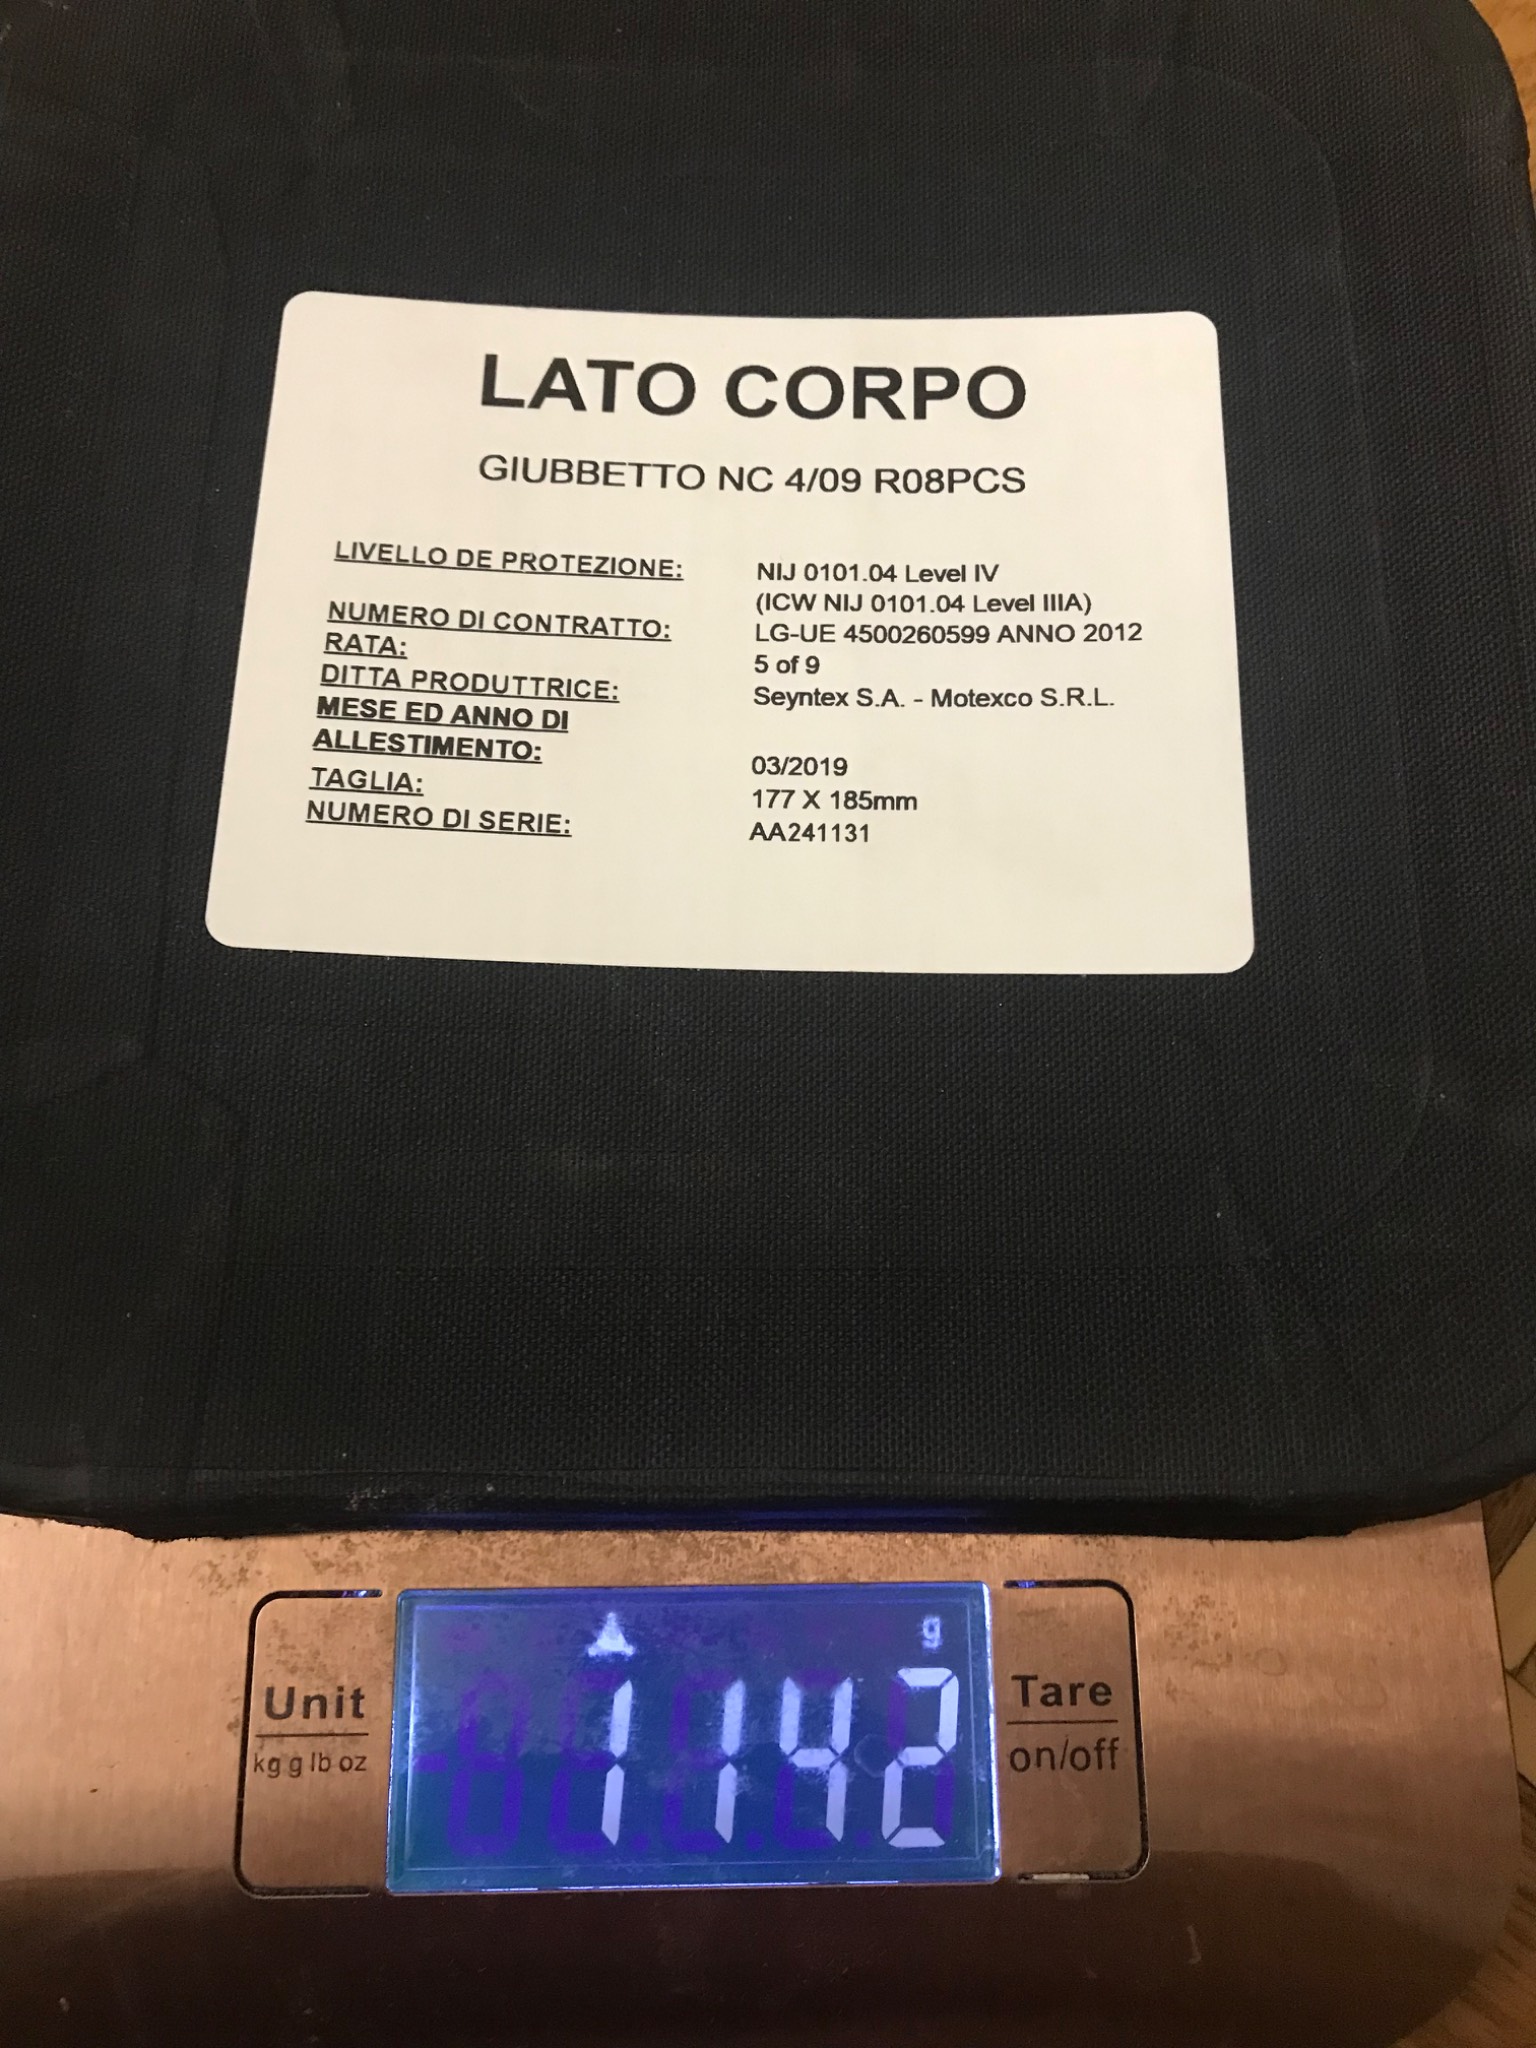 LATO CORPO
GIUBBETTO NC 4/09 R08PCS
LIVELLO DE PROTEZIONE: NIJ 0101.04 Level IV
(ICW NIJ 0101.04 Level IIIA)
NUMERO DI CONTRATTO: LG-UE 4500260599 ANNO 2012
RATA: 5 of 9
DITTA PRODUTTRICE: Seyntex S.A. - Motexco S.R.L.
MESE ED ANNO DI
ALLESTIMENTO: 03/2019
TAGLIA: 177 X 185mm
NUMERO DI SERIE: AA241131
Unit
kg g lb oz
g
1142
Tare
on/off